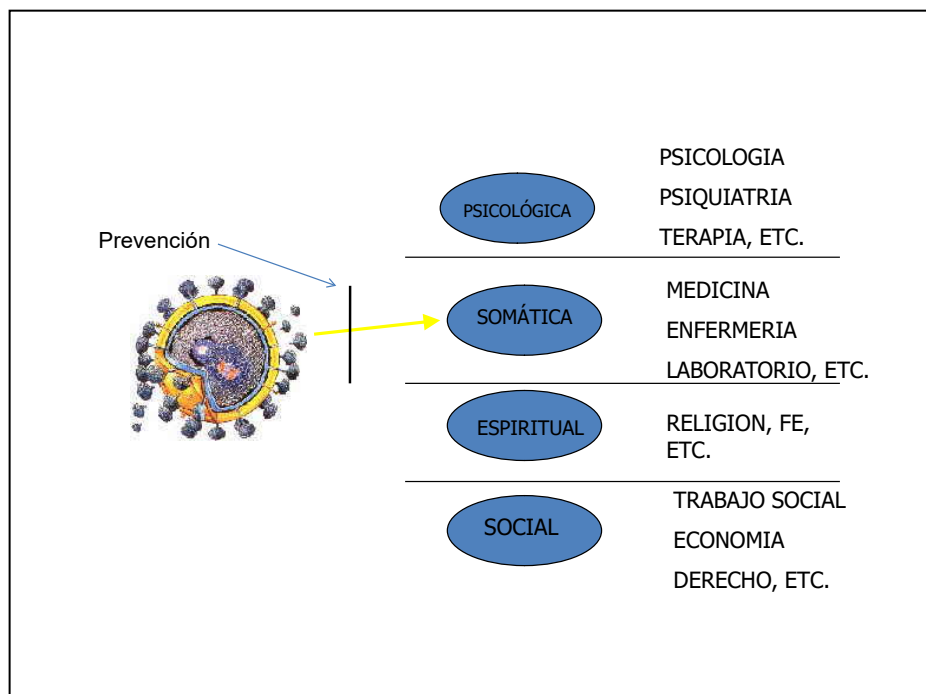 Prevención
PSICOLÓGICA
PSICOLOGIA
PSIQUIATRIA
TERAPIA, ETC.
SOMÁTICA
MEDICINA
ENFERMERIA
LABORATORIO, ETC.
ESPIRITUAL
RELIGION, FE,
ETC.
SOCIAL
TRABAJO SOCIAL
ECONOMIA
DERECHO, ETC.